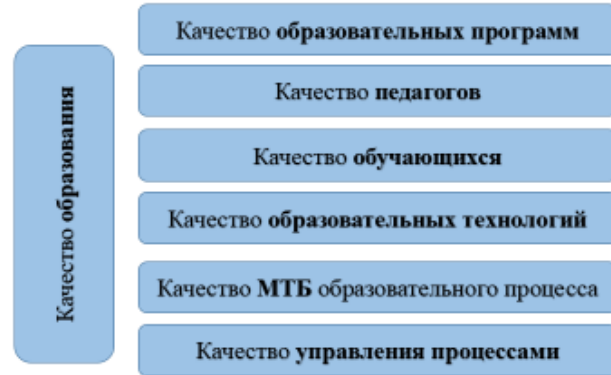 Качество образования
Качество образовательных программ
Качество педагогов
Качество обучающихся
Качество образовательных технологий
Качество МТБ образовательного процесса
Качество управления процессами